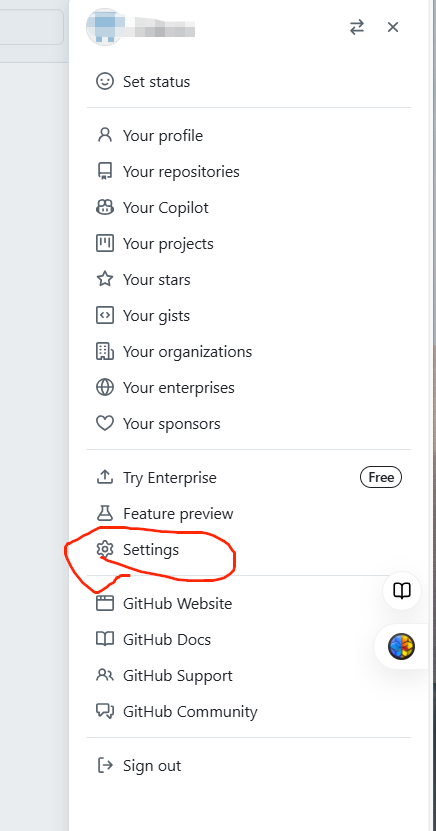 Set status
Your profile
Your repositories
Your Copilot
Your projects
Your stars
Your gists
Your organizations
Your enterprises
Your sponsors
Try Enterprise Free
Feature preview
Settings
GitHub Website
GitHub Docs
GitHub Support
GitHub Community
Sign out